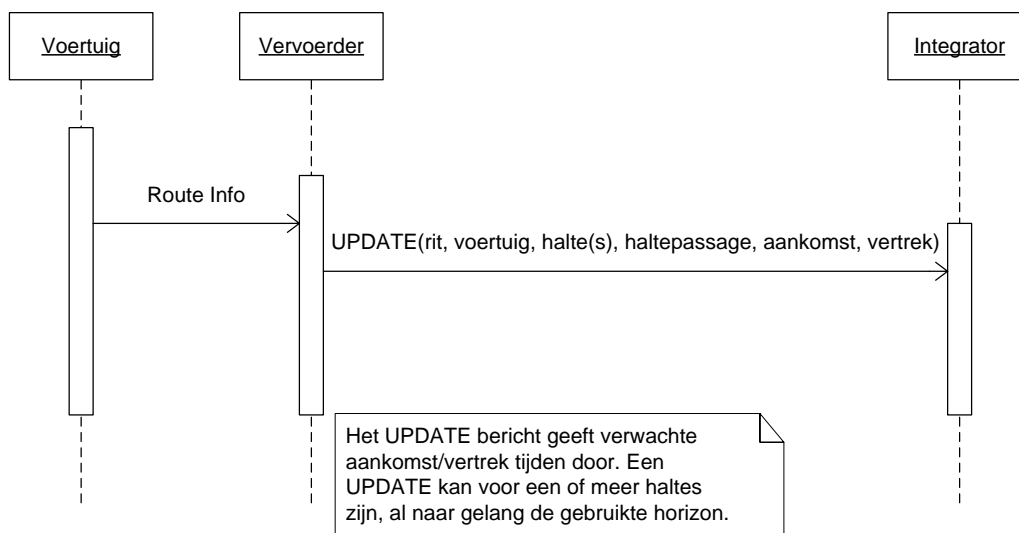 Voertuig
Vervoerder
Integrator
Route Info
UPDATE(rit, voertuig, halte(s), haltepassage, aankomst, vertrek)
Het UPDATE bericht geeft verwachte
aankomst/vertrek tijden door. Een
UPDATE kan voor een of meer haltes
zijn, al naar gelang de gebruikte horizon.